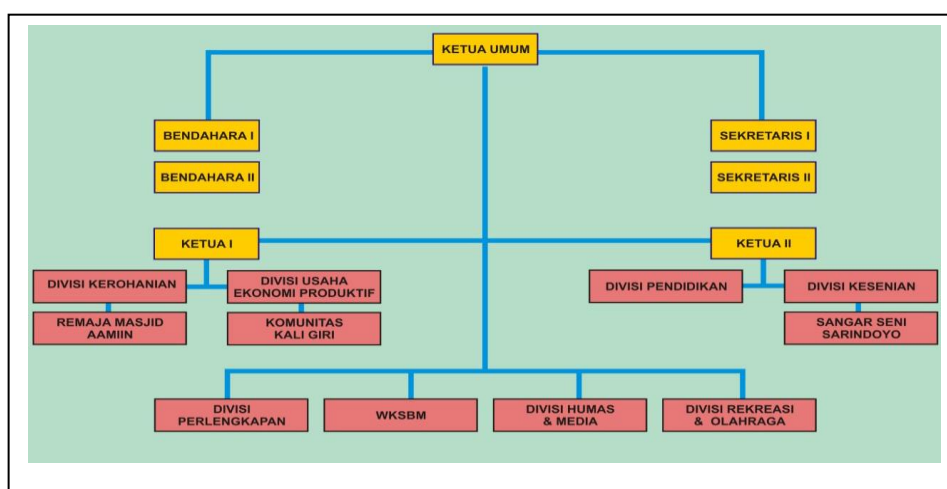 KETUA UMUM
BENDAHARA I
SEKRETARIS I
BENDAHARA II
SEKRETARIS II
KETUA I
KETUA II
DIVISI KEROHANIAN
DIVISI USAHA
EKONOMI PRODUKTIF
DIVISI PENDIDIKAN
DIVISI KESENIAN
REMAJA MASJID
AAMIIN
KOMUNITAS
KALI GIRI
SANGAR SENI
SARINDOYO
DIVISI
PERLENGKAPAN
WKSBM
DIVISI HUMAS
& MEDIA
DIVISI REKREASI
& OLAHRAGA